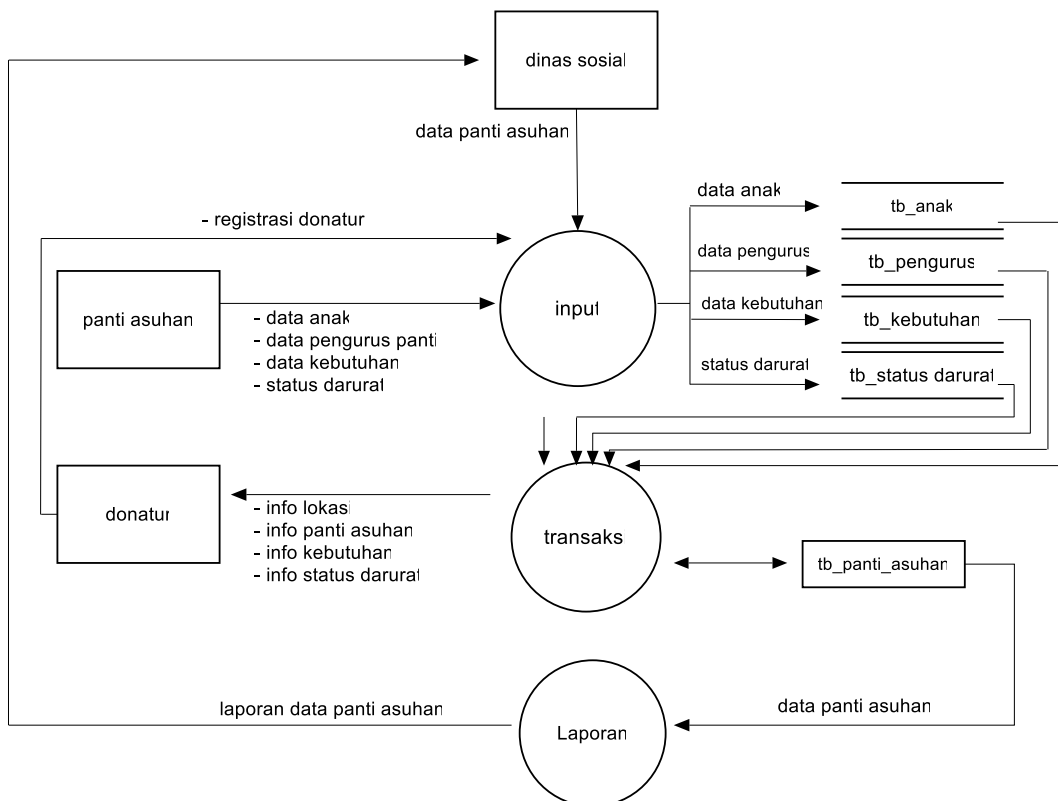 dinas sosial
data panti asuhan
data anak
tb_anak
- registrasi donatur
data pengurus
tb_pengurus
panti asuhan
input
- data anak
- data pengurus panti
- data kebutuhan
- status darurat
data kebutuhan
tb_kebutuhan
status darurat
tb_status darurat
donatur
- info lokasi
- info panti asuhan
- info kebutuhan
- info status darurat
transaks
tb_panti_asuhan
laporan data panti asuhan
data panti asuhan
Laporan